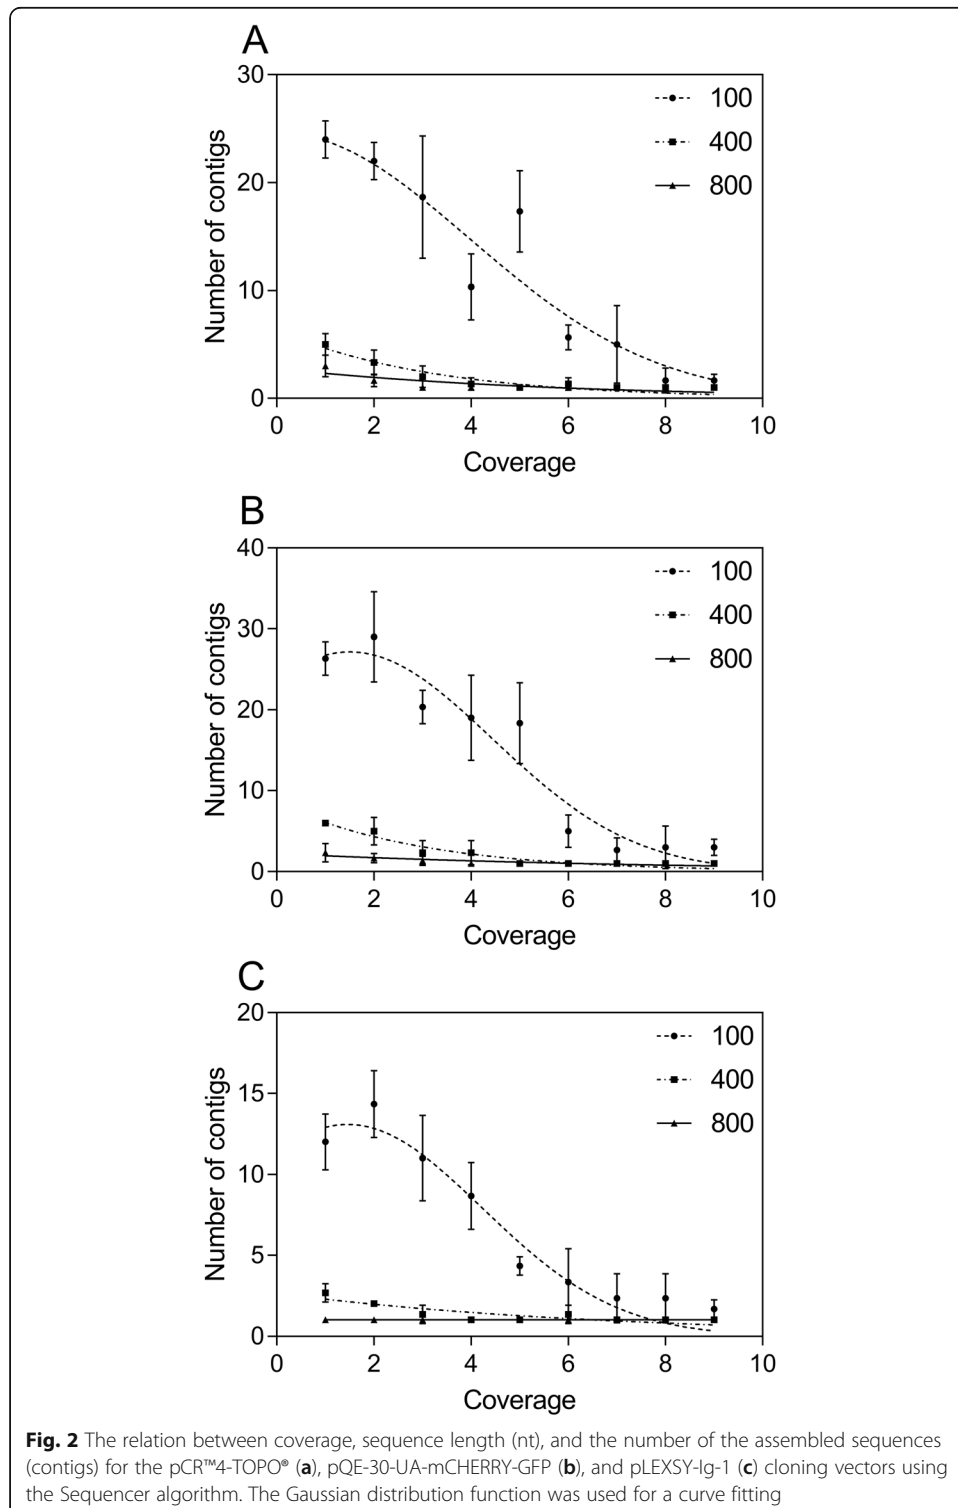 A
30
20
10
0
Number of contigs
100
400
800
0 2 4 6 8 10
Coverage
B
40
30
20
10
0
Number of contigs
100
400
800
0 2 4 6 8 10
Coverage
C
20
15
10
5
0
Number of contigs
100
400
800
0 2 4 6 8 10
Coverage
Fig. 2 The relation between coverage, sequence length (nt), and the number of the assembled sequences
(contigs) for the pCR™4-TOPO® (a), pQE-30-UA-mCHERRY-GFP (b), and pLEXSY-Ig-1 (c) cloning vectors using
the Sequencer algorithm. The Gaussian distribution function was used for a curve fitting